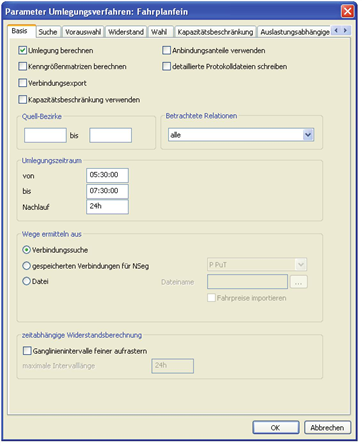 Parameter Umlegungsverfahren: Fahrplanfein
Basis Suche Vorauswahl Widerstand Wahl Kapazitätsbeschränkung Auslastungsabhängige
Umlegung berechnen Anbindungsanteile verwenden
Kenngrößenmatrizen berechnen detaillierte Protokolldateien schreiben
Verbindungsexport
Kapazitätsbeschränkung verwenden
Quell-Bezirke Betrachtete Relationen
bis alle
Umlegungszeitraum
von 05:30:00
bis 07:30:00
Nachlauf 24h
Wege ermitteln aus
Verbindungssuche
gespeicherten Verbindungen für NSeg P PuT
Datei Dateiname ...
Fahrpreise importieren
zeitabhängige Widerstandsberechnung
Ganglinienintervalle feiner aufrastern
maximale Intervalllänge 24h
OK Abbrechen